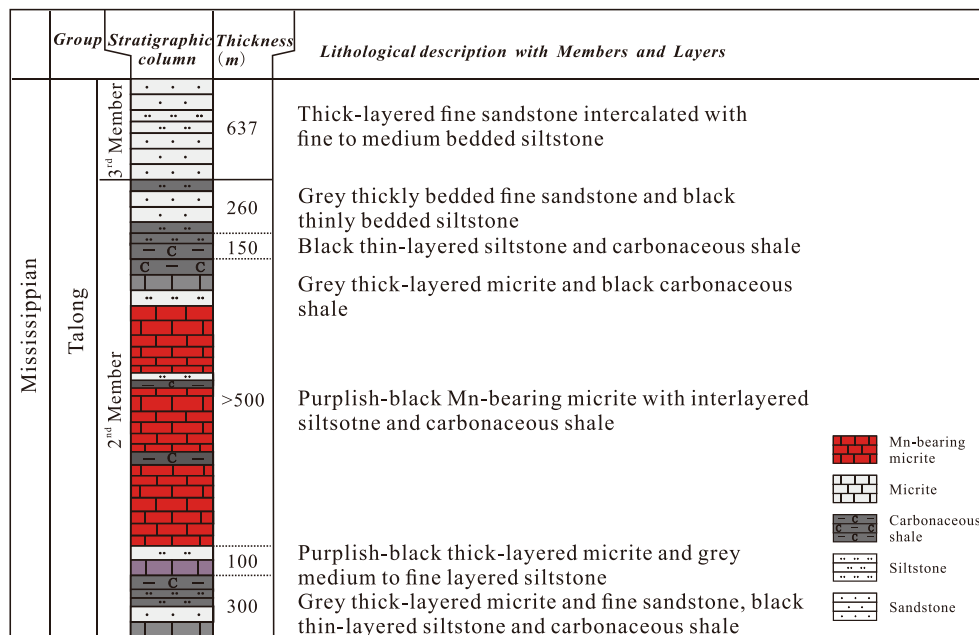 Group Stratigraphic column Thickness (m) Lithological description with Members and Layers
Mississippian
Talong
3rd Member
637
Thick-layered fine sandstone intercalated with
fine to medium bedded siltstone
2nd Member
260
Grey thickly bedded fine sandstone and black
thinly bedded siltstone
150
Black thin-layered siltstone and carbonaceous shale
C
C C
Grey thick-layered micrite and black carbonaceous
shale
C
>500
Purplish-black Mn-bearing micrite with interlayered
siltsotne and carbonaceous shale
C
100
Purplish-black thick-layered micrite and grey
medium to fine layered siltstone
C
300
Grey thick-layered micrite and fine sandstone, black
thin-layered siltstone and carbonaceous shale
Mn-bearing
micrite
Micrite
C
C C
C
Carbonaceous
shale
Siltstone
Sandstone